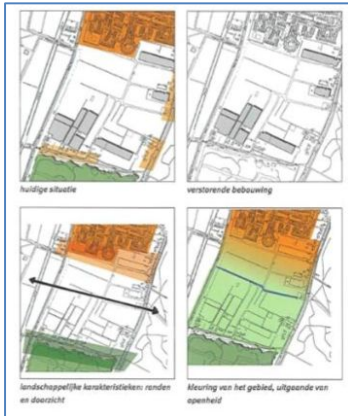 huidige situatie
verstorende bebouwing
landschappelijke karakteristieken: randen
en doorzicht
kleuring van het gebied, uitgaande van
openheid